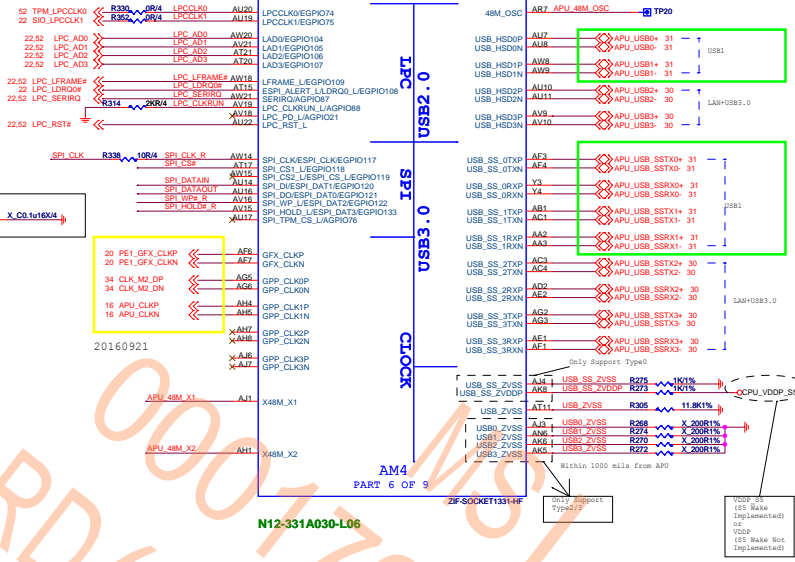 52 TPM_LPCCLK0 R330 0R/4 LPCCLK0 AU20 LPCCLK0/EGPIO74
22 SIO_LPCCLK1 R352 0R/4 LPCCLK1 AU19 LPCCLK1/EGPIO75
22,52 LPC_AD0 LPC_AD0 AW20 LAD0/EGPIO104
22,52 LPC_AD1 LPC_AD1 AV21 LAD1/EGPIO105
22,52 LPC_AD2 LPC_AD2 AT21 LAD2/EGPIO106
22,52 LPC_AD3 LPC_AD3 AT20 LAD3/EGPIO107
22,52 LPC_LFRAME# LPC_LFRAME# AW18 LFRAME_L/EGPIO109
22 LPC_LDRQ0# LPC_LDRQ0# AT15 ESPI_ALERT_L/LDRQ0_L/EGPIO108
22,52 LPC_SERIRQ LPC_SERIRQ AW21 SERIRQ/AGPIO87
R314 2KR/4 LPC_CLKRUN AV19 LPC_CLKRUN_L/AGPIO88
AV18 LPC_PD_L/AGPIO21
22,52 LPC_RST# AU22 LPC_RST_L
SPI_CLK R338 10R/4 SPI_CLK_R AW14 SPI_CLK/ESPI_CLK/EGPIO117
SPI_CS# AT17 SPI_CS1_L/EGPIO118
AW15 SPI_CS2_L/ESPI_CS_L/EGPIO119
SPI_DATAIN AU14 SPI_DI/ESPI_DAT1/EGPIO120
SPI_DATAOUT AU16 SPI_DO/ESPI_DAT0/EGPIO121
SPI_WP#_R AV16 SPI_WP_L/ESPI_DAT2/EGPIO122
SPI_HOLD#_R AV15 SPI_HOLD_L/ESPI_DAT3/EGPIO133
AU17 SPI_TPM_CS_L/AGPIO76
X_C0.1u16X/4
20 PE1_GFX_CLKP AF6 GFX_CLKP
20 PE1_GFX_CLKN AF7 GFX_CLKN
34 CLK_M2_DP AG5 GPP_CLK0P
34 CLK_M2_DN AG6 GPP_CLK0N
16 APU_CLKP AH4 GPP_CLK1P
16 APU_CLKN AH5 GPP_CLK1N
AH7 GPP_CLK2P
AH8 GPP_CLK2N
20160921
AJ6 GPP_CLK3P
AJ7 GPP_CLK3N
APU_48M_X1 AJ1 X48M_X1
APU_48M_X2 AH1 X48M_X2
LPC
SPI
CLOCK
USB2.0
USB3.0
48M_OSC AR7 APU_48M_OSC TP20
USB_HSD0P AU7 APU_USB0+ 31
USB_HSD0N AU8 APU_USB0- 31
USB1
USB_HSD1P AW8 APU_USB1+ 31
USB_HSD1N AW9 APU_USB1- 31
USB_HSD2P AU10 APU_USB2+ 30
USB_HSD2N AU11 APU_USB2- 30
LAN+USB3.0
USB_HSD3P AV9 APU_USB3+ 30
USB_HSD3N AV10 APU_USB3- 30
USB_SS_0TXP AF3 APU_USB_SSTX0+ 31
USB_SS_0TXN AF4 APU_USB_SSTX0- 31
USB_SS_0RXP Y3 APU_USB_SSRX0+ 31
USB_SS_0RXN Y4 APU_USB_SSRX0- 31
USB1
USB_SS_1TXP AB1 APU_USB_SSTX1+ 31
USB_SS_1TXN AC1 APU_USB_SSTX1- 31
USB_SS_1RXP AA2 APU_USB_SSRX1+ 31
USB_SS_1RXN AA3 APU_USB_SSRX1- 31
USB_SS_2TXP AC3 APU_USB_SSTX2+ 30
USB_SS_2TXN AC4 APU_USB_SSTX2- 30
USB_SS_2RXP AD2 APU_USB_SSRX2+ 30
USB_SS_2RXN AE2 APU_USB_SSRX2- 30
LAN+USB3.0
USB_SS_3TXP AG2 APU_USB_SSTX3+ 30
USB_SS_3TXN AG3 APU_USB_SSTX3- 30
USB_SS_3RXP AE1 APU_USB_SSRX3+ 30
USB_SS_3RXN AF1 APU_USB_SSRX3- 30
Only Support Type0
USB_SS_ZVSS AJ4 USB_SS_ZVSS R275 1K/1%
USB_SS_ZVDDP AK8 USB_SS_ZVDDP R273 1K/1% CPU_VDDP_S5
USB_ZVSS AT11 USB_ZVSS R305 11.8K1%
USB0_ZVSS AJ3 USB0_ZVSS R268 X_200R1%
USB1_ZVSS AN6 USB1_ZVSS R274 X_200R1%
USB2_ZVSS AK6 USB2_ZVSS R270 X_200R1%
USB3_ZVSS AK5 USB3_ZVSS R272 X_200R1%
Within 1000 mils from APU
AM4
PART 6 OF 9
ZIF-SOCKET1331-HF
N12-331A030-L06
Only Support
Type2/3
VDDP_S5
(S5 Wake
Implemented)
or
VDDP
(S5 Wake Not
Implemented)
MSI